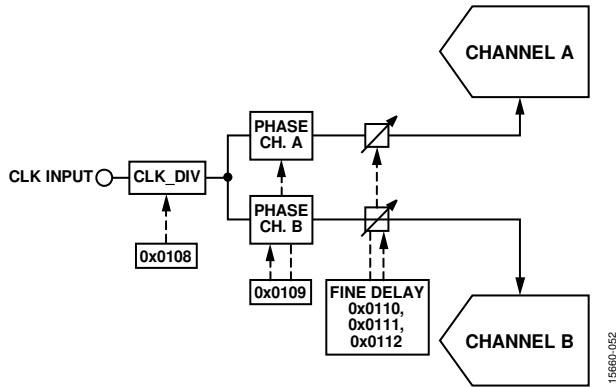 CHANNEL A
PHASE
CH. A
CLK INPUT
CLK_DIV
PHASE
CH. B
0x0108
0x0109
FINE DELAY
0x0110,
0x0111,
0x0112
CHANNEL B
15660-052